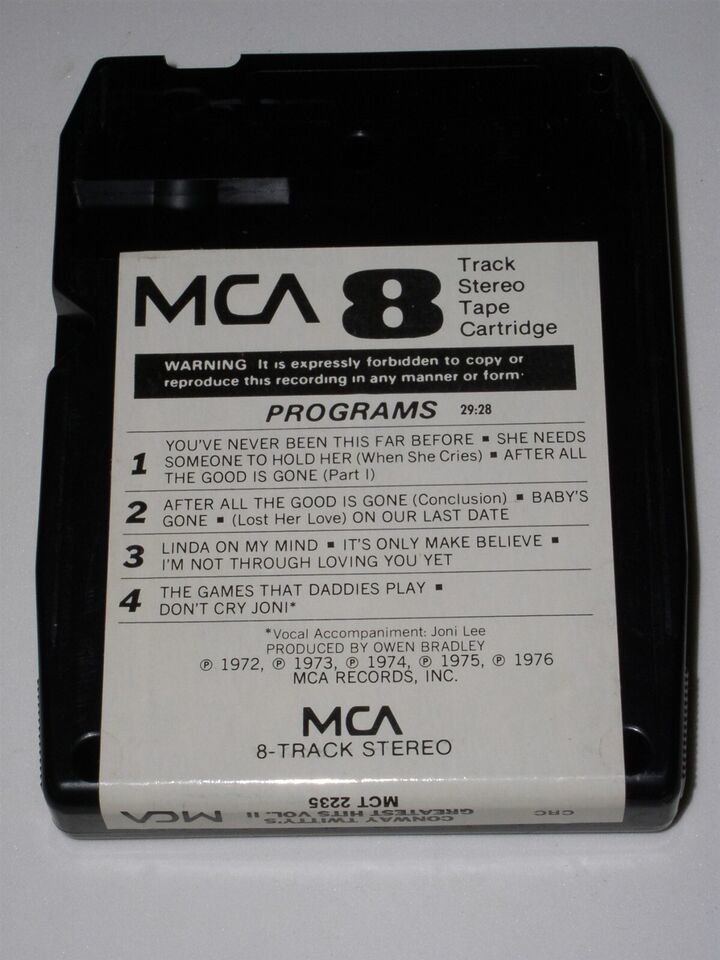 MCA 8 Track
Stereo
Tape
Cartridge
WARNING It is expressly forbidden to copy or
reproduce this recording in any manner or form.
PROGRAMS 29:28
1 YOU'VE NEVER BEEN THIS FAR BEFORE ▪ SHE NEEDS
SOMEONE TO HOLD HER (When She Cries) ▪ AFTER ALL
THE GOOD IS GONE (Part I)
2 AFTER ALL THE GOOD IS GONE (Conclusion) ▪ BABY'S
GONE ▪ (Lost Her Love) ON OUR LAST DATE
3 LINDA ON MY MIND ▪ IT'S ONLY MAKE BELIEVE ▪
I'M NOT THROUGH LOVING YOU YET
4 THE GAMES THAT DADDIES PLAY ▪
DON'T CRY JONI*
*Vocal Accompaniment: Joni Lee
PRODUCED BY OWEN BRADLEY
℗ 1972, ℗ 1973, ℗ 1974, ℗ 1975, ℗ 1976
MCA RECORDS, INC.
MCA
8-TRACK STEREO
CRC
CONWAY TWITTY'S
GREATEST HITS VOL. II
MCT 2235
MCA